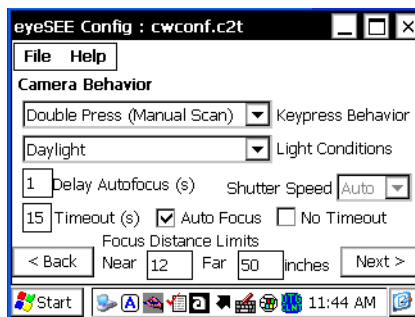 eyeSEE Config : cwconf.c2t
File Help
Camera Behavior
Double Press (Manual Scan) Keypress Behavior
Daylight Light Conditions
1 Delay Autofocus (s) Shutter Speed Auto
15 Timeout (s) Auto Focus No Timeout
Focus Distance Limits
< Back Near 12 Far 50 inches Next >
Start A a 11:44 AM